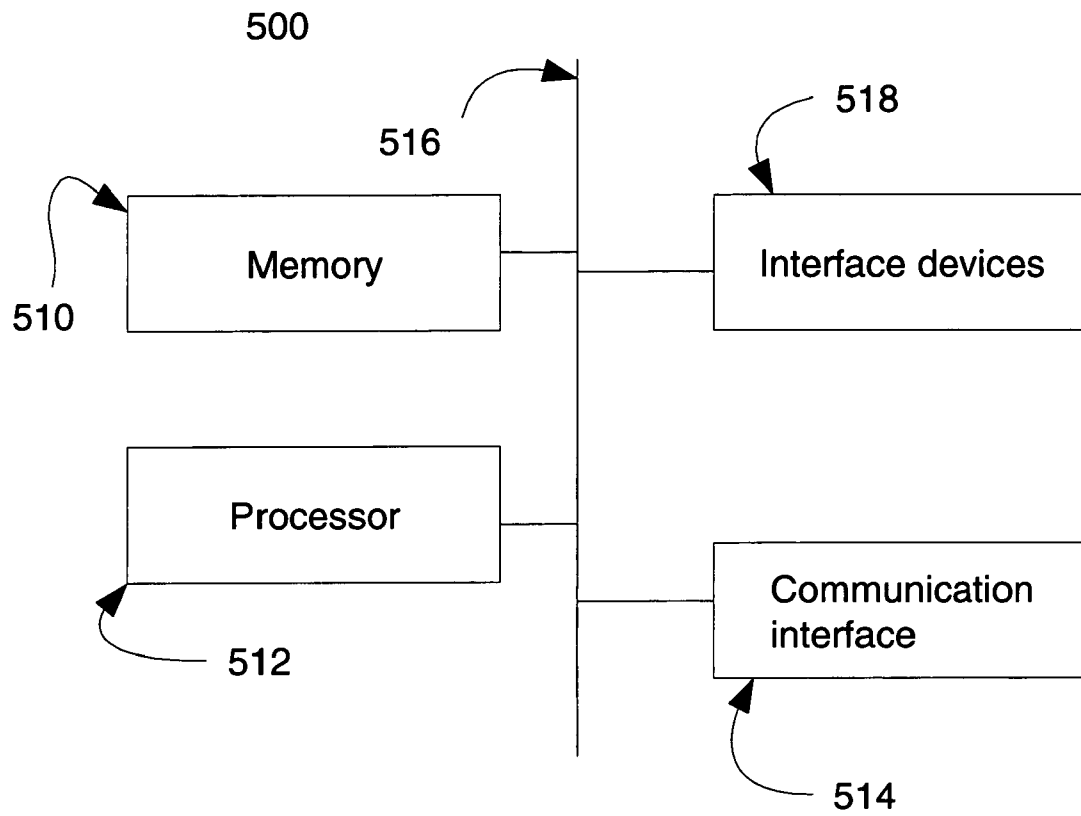 500
516
518
Memory
Interface devices
510
Processor
Communication
interface
512
514